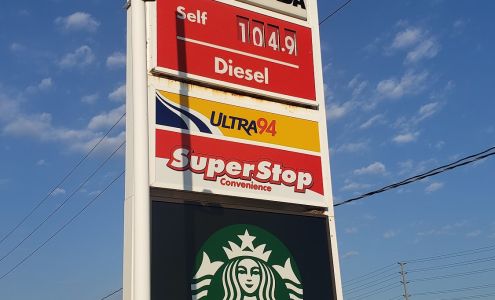 Self
104.9
Diesel
ULTRA94
SuperStop
Convenience